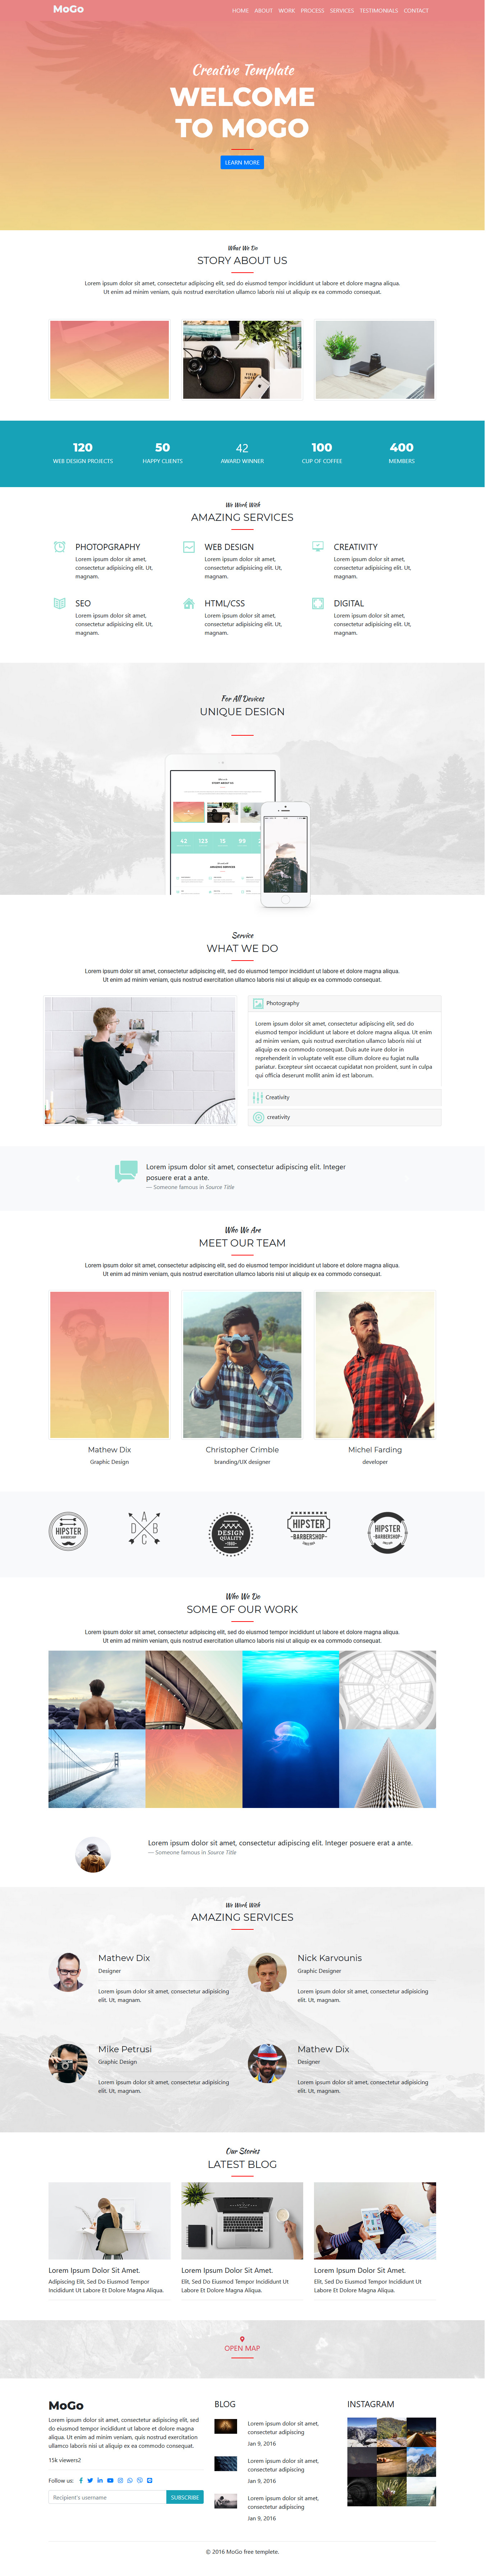 MoGo
HOME ABOUT WORK PROCESS SERVICES TESTIMONIALS CONTACT
Creative Template
WELCOME
TO MOGO
LEARN MORE
What We Do
STORY ABOUT US
Lorem ipsum dolor sit amet, consectetur adipiscing elit, sed do eiusmod tempor incididunt ut labore et dolore magna aliqua.
Ut enim ad minim veniam, quis nostrud exercitation ullamco laboris nisi ut aliquip ex ea commodo consequat.
120 50 42 100 400
WEB DESIGN PROJECTS HAPPY CLIENTS AWARD WINNER CUP OF COFFEE MEMBERS
We Work With
AMAZING SERVICES
PHOTOPGRAPHY
Lorem ipsum dolor sit amet,
consectetur adipisicing elit. Ut,
magnam.
WEB DESIGN
Lorem ipsum dolor sit amet,
consectetur adipisicing elit. Ut,
magnam.
CREATIVITY
Lorem ipsum dolor sit amet,
consectetur adipisicing elit. Ut,
magnam.
SEO
Lorem ipsum dolor sit amet,
consectetur adipisicing elit. Ut,
magnam.
HTML/CSS
Lorem ipsum dolor sit amet,
consectetur adipisicing elit. Ut,
magnam.
DIGITAL
Lorem ipsum dolor sit amet,
consectetur adipisicing elit. Ut,
magnam.
For All Devices
UNIQUE DESIGN
STORY ABOUT US
42 123 15 99
Service
WHAT WE DO
Lorem ipsum dolor sit amet, consectetur adipiscing elit, sed do eiusmod tempor incididunt ut labore et dolore magna aliqua.
Ut enim ad minim veniam, quis nostrud exercitation ullamco laboris nisi ut aliquip ex ea commodo consequat.
Photography
Lorem ipsum dolor sit amet, consectetur adipiscing elit, sed do
eiusmod tempor incididunt ut labore et dolore magna aliqua. Ut enim
ad minim veniam, quis nostrud exercitation ullamco laboris nisi ut
aliquip ex ea commodo consequat. Duis aute irure dolor in
reprehenderit in voluptate velit esse cillum dolore eu fugiat nulla
pariatur. Excepteur sint occaecat cupidatat non proident, sunt in culpa
qui officia deserunt mollit anim id est laborum.
Creativity
creativity
Lorem ipsum dolor sit amet, consectetur adipiscing elit. Integer
posuere erat a ante.
— Someone famous in Source Title
Who We Are
MEET OUR TEAM
Lorem ipsum dolor sit amet, consectetur adipiscing elit, sed do eiusmod tempor incididunt ut labore et dolore magna aliqua.
Ut enim ad minim veniam, quis nostrud exercitation ullamco laboris nisi ut aliquip ex ea commodo consequat.
Mathew Dix
Graphic Design
Christopher Crimble
branding/UX designer
Michel Farding
developer
HIPSTER
BARBERSHOP
A
D B
C
DESIGN
QUALITY
HIPSTER
BARBERSHOP
HIPSTER
BARBERSHOP
Who We Do
SOME OF OUR WORK
Lorem ipsum dolor sit amet, consectetur adipiscing elit, sed do eiusmod tempor incididunt ut labore et dolore magna aliqua.
Ut enim ad minim veniam, quis nostrud exercitation ullamco laboris nisi ut aliquip ex ea commodo consequat.
Lorem ipsum dolor sit amet, consectetur adipiscing elit. Integer posuere erat a ante.
— Someone famous in Source Title
We Work With
AMAZING SERVICES
Mathew Dix
Designer
Lorem ipsum dolor sit amet, consectetur adipisicing
elit. Ut, magnam.
Nick Karvounis
Graphic Designer
Lorem ipsum dolor sit amet, consectetur adipisicing
elit. Ut, magnam.
Mike Petrusi
Graphic Design
Lorem ipsum dolor sit amet, consectetur adipisicing
elit. Ut, magnam.
Mathew Dix
Designer
Lorem ipsum dolor sit amet, consectetur adipisicing
elit. Ut, magnam.
Our Stories
LATEST BLOG
Lorem Ipsum Dolor Sit Amet.
Adipiscing Elit, Sed Do Eiusmod Tempor
Incididunt Ut Labore Et Dolore Magna Aliqua.
Lorem Ipsum Dolor Sit Amet.
Elit, Sed Do Eiusmod Tempor Incididunt Ut
Labore Et Dolore Magna Aliqua.
Lorem Ipsum Dolor Sit Amet.
Elit, Sed Do Eiusmod Tempor Incididunt Ut
Labore Et Dolore Magna Aliqua.
OPEN MAP
MoGo
Lorem ipsum dolor sit amet, consectetur adipiscing elit, sed
do eiusmod tempor incididunt ut labore et dolore magna
aliqua. Ut enim ad minim veniam, quis nostrud exercitation
ullamco laboris nisi ut aliquip ex ea commodo consequat.
15k viewers2
Follow us:
Recipient's username SUBSCRIBE
BLOG
Lorem ipsum dolor sit amet,
consectetur adipiscing
Jan 9, 2016
Lorem ipsum dolor sit amet,
consectetur adipiscing
Jan 9, 2016
Lorem ipsum dolor sit amet,
consectetur adipiscing
Jan 9, 2016
INSTAGRAM
© 2016 MoGo free templete.